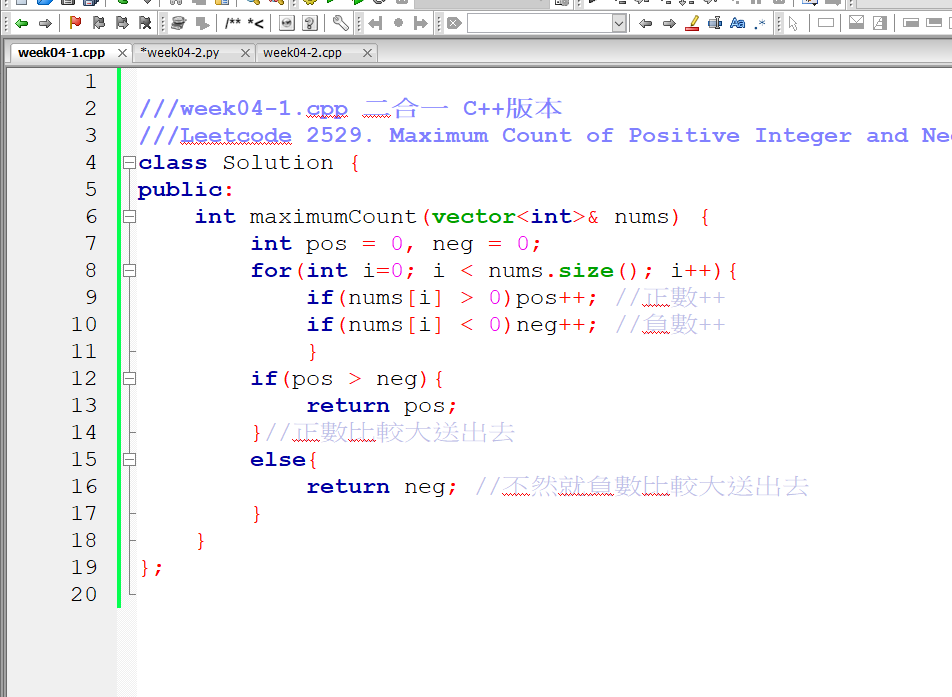 /** *<
week04-1.cpp *week04-2.py week04-2.cpp
1
2 ///week04-1.cpp 二合一 C++版本
3 ///Leetcode 2529. Maximum Count of Positive Integer and
4 class Solution {
5 public:
6 int maximumCount(vector<int>& nums) {
7 int pos = 0, neg = 0;
8 for(int i=0; i < nums.size(); i++){
9 if(nums[i] > 0)pos++; //正數++
10 if(nums[i] < 0)neg++; //負數++
11 }
12 if(pos > neg){
13 return pos;
14 }//正數比較大送出去
15 else{
16 return neg; //不然就負數比較大送出去
17 }
18 }
19 };
20